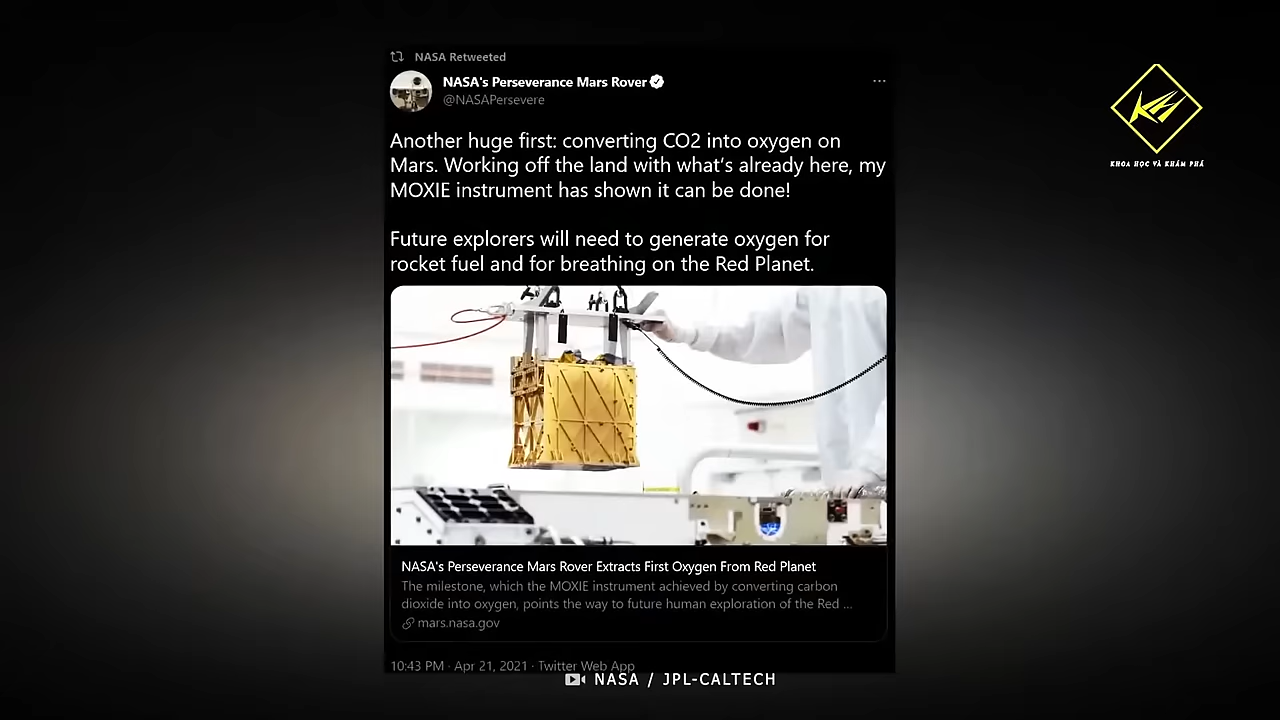 NASA Retweeted
NASA's Perseverance Mars Rover
@NASAPersevere
Another huge first: converting CO2 into oxygen on
Mars. Working off the land with what's already here, my
MOXIE instrument has shown it can be done!
Future explorers will need to generate oxygen for
rocket fuel and for breathing on the Red Planet.
NASA's Perseverance Mars Rover Extracts First Oxygen From Red Planet
The milestone, which the MOXIE instrument achieved by converting carbon
dioxide into oxygen, points the way to future human exploration of the Red ...
mars.nasa.gov
10:43 PM · Apr 21, 2021 · Twitter Web App
NASA / JPL-CALTECH
KHOA HỌC VÀ KHÁM PHÁ